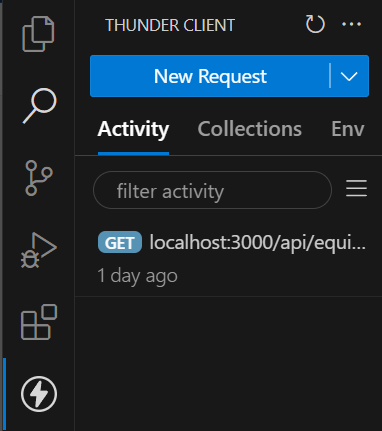 THUNDER CLIENT
New Request
Activity Collections Env
filter activity
GET localhost:3000/api/equi...
1 day ago